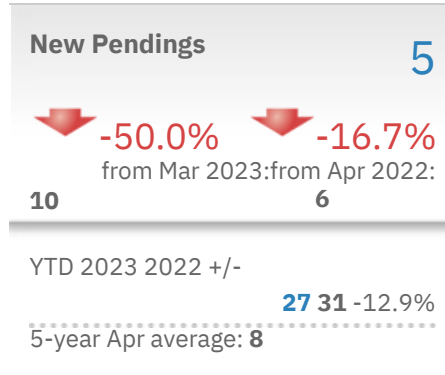 New Pendings 5
-50.0% -16.7%
from Mar 2023:from Apr 2022:
10 6
YTD 2023 2022 +/-
27 31 -12.9%
5-year Apr average: 8